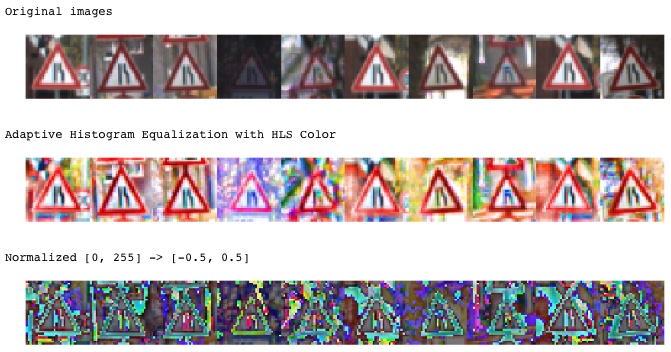 Original images
Adaptive Histogram Equalization with HLS Color
Normalized [0, 255] -> [-0.5, 0.5]